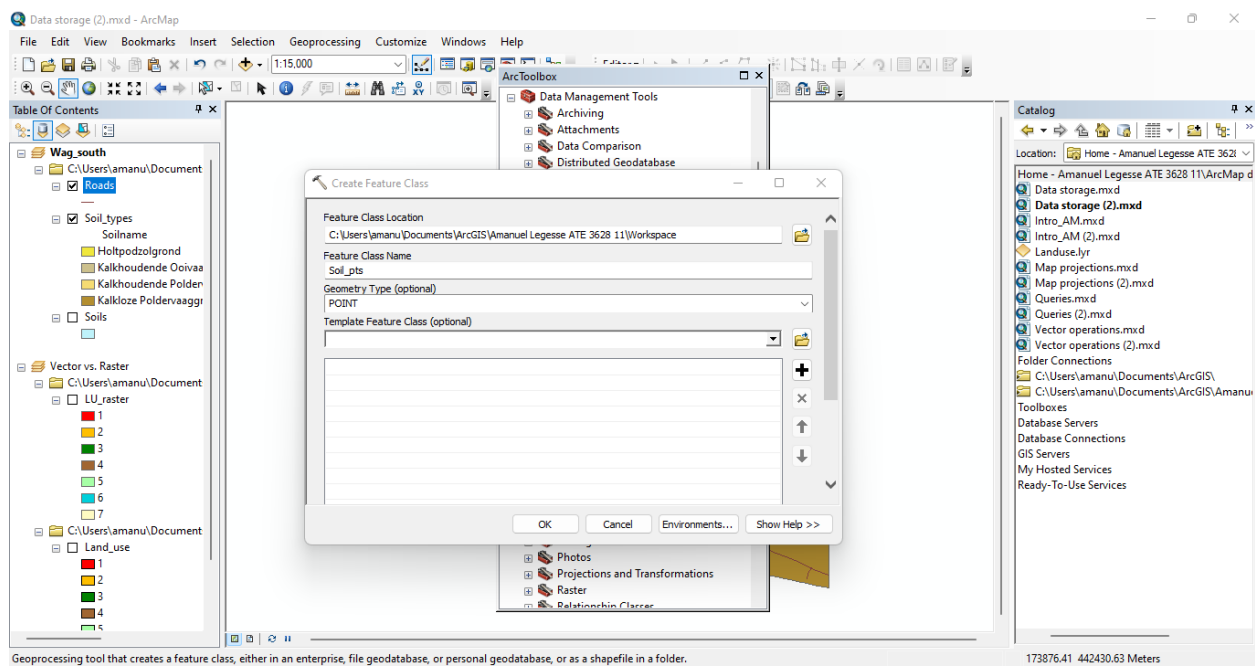 Data storage (2).mxd - ArcMap
File Edit View Bookmarks Insert Selection Geoprocessing Customize Windows Help
1:15,000
ArcToolbox
Data Management Tools
Archiving
Attachments
Data Comparison
Distributed Geodatabase
Table Of Contents
Wag_south
C:\Users\amanu\Document
Roads
Soil_types
Soilname
Holtpodzolgrond
Kalkhoudende Ooivaa
Kalkhoudende Polder
Kalkloze Poldervaaggr
Soils
Vector vs. Raster
C:\Users\amanu\Document
LU_raster
1
2
3
4
5
6
7
C:\Users\amanu\Document
Land_use
1
2
3
4
5
Create Feature Class
Feature Class Location
C:\Users\amanu\Documents\ArcGIS\Amanuel Legesse ATE 3628 11\Workspace
Feature Class Name
Soil_pts
Geometry Type (optional)
POINT
Template Feature Class (optional)
OK Cancel Environments... Show Help >>
Photos
Projections and Transformations
Raster
Relationship Classes
Catalog
Location: Home - Amanuel Legesse ATE 3628
Home - Amanuel Legesse ATE 3628 11\ArcMap d
Data storage.mxd
Data storage (2).mxd
Intro_AM.mxd
Intro_AM (2).mxd
Landuse.lyr
Map projections.mxd
Map projections (2).mxd
Queries.mxd
Queries (2).mxd
Vector operations.mxd
Vector operations (2).mxd
Folder Connections
C:\Users\amanu\Documents\ArcGIS\
C:\Users\amanu\Documents\ArcGIS\Amanu
Toolboxes
Database Servers
Database Connections
GIS Servers
My Hosted Services
Ready-To-Use Services
Geoprocessing tool that creates a feature class, either in an enterprise, file geodatabase, or personal geodatabase, or as a shapefile in a folder.
173876.41 442430.63 Meters